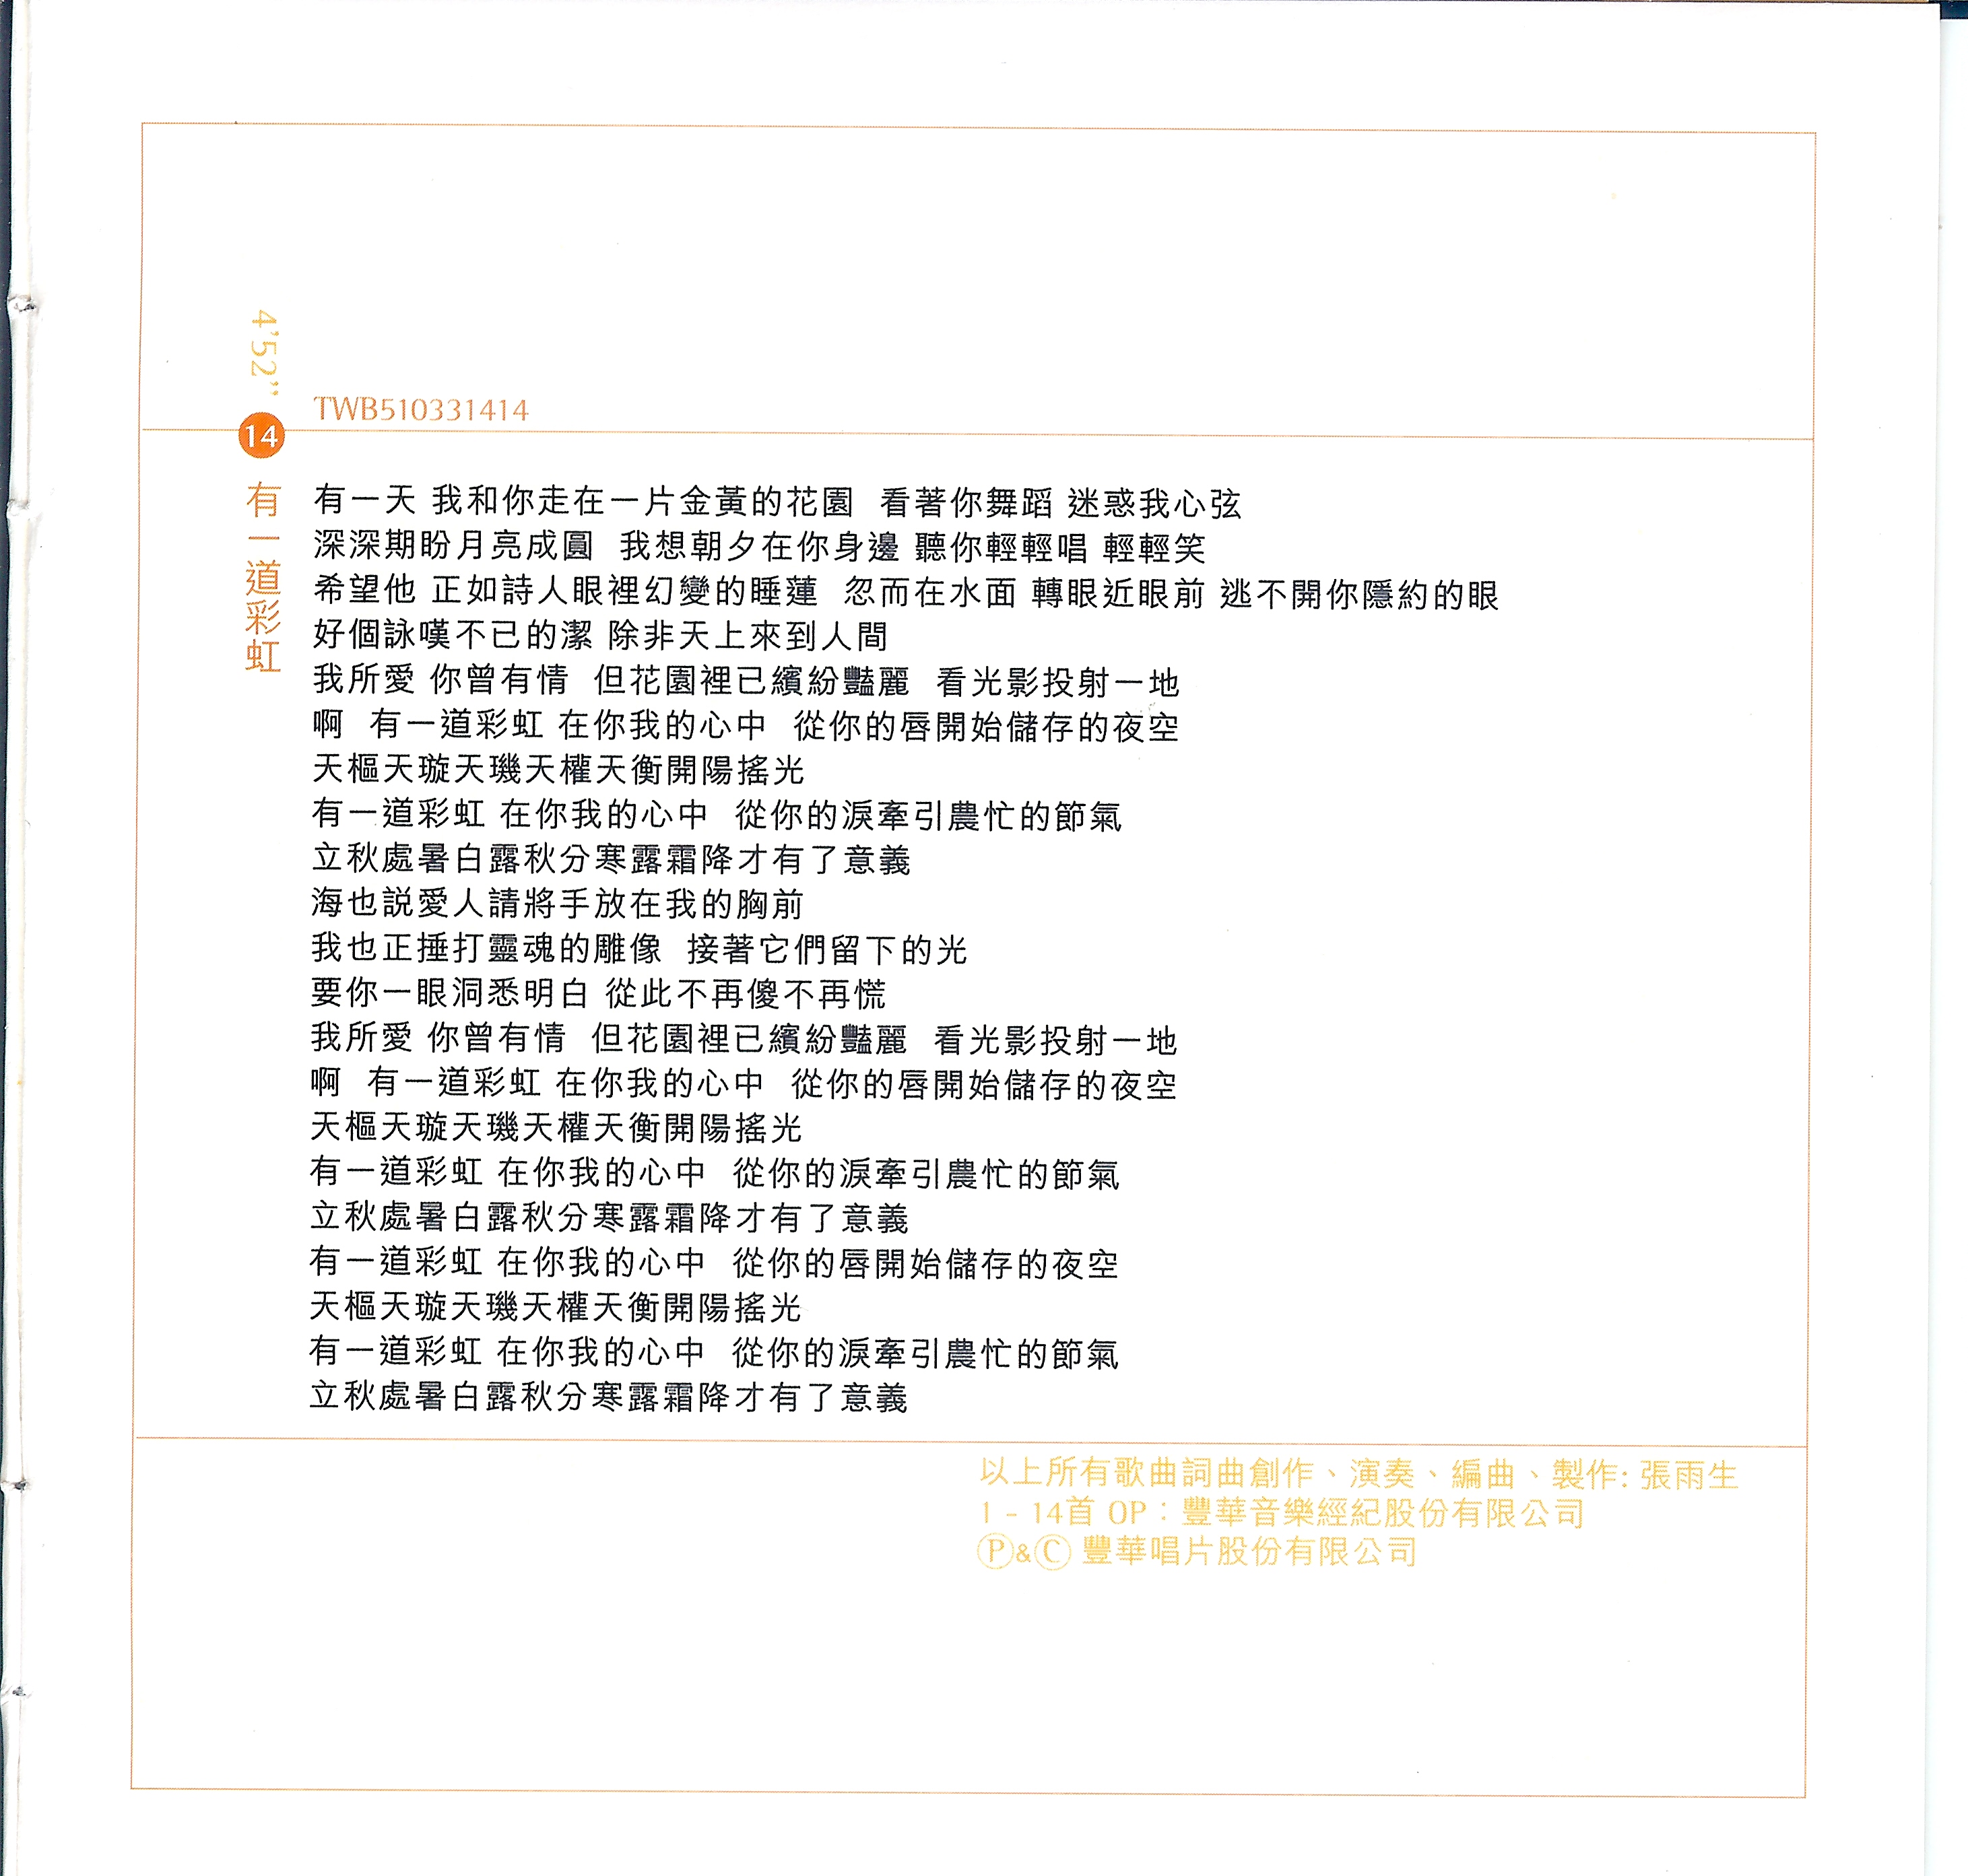 4'52"
14
TWB510331414
有一道彩虹
有一天 我和你走在一片金黃的花園 看著你舞蹈 迷惑我心弦
深深期盼月亮成圓 我想朝夕在你身邊 聽你輕輕唱 輕輕笑
希望他 正如詩人眼裡幻變的睡蓮 忽而在水面 轉眼近眼前 逃不開你隱約的眼
好個詠嘆不已的潔 除非天上來到人間
我所愛 你曾有情 但花園裡已繽紛豔麗 看光影投射一地
啊 有一道彩虹 在你我的心中 從你的唇開始儲存的夜空
天樞天璇天璣天權天衡開陽搖光
有一道彩虹 在你我的心中 從你的淚牽引農忙的節氣
立秋處暑白露秋分寒露霜降才有了意義
海也説愛人請將手放在我的胸前
我也正捶打靈魂的雕像 接著它們留下的光
要你一眼洞悉明白 從此不再傻不再慌
我所愛 你曾有情 但花園裡已繽紛豔麗 看光影投射一地
啊 有一道彩虹 在你我的心中 從你的唇開始儲存的夜空
天樞天璇天璣天權天衡開陽搖光
有一道彩虹 在你我的心中 從你的淚牽引農忙的節氣
立秋處暑白露秋分寒露霜降才有了意義
有一道彩虹 在你我的心中 從你的唇開始儲存的夜空
天樞天璇天璣天權天衡開陽搖光
有一道彩虹 在你我的心中 從你的淚牽引農忙的節氣
立秋處暑白露秋分寒露霜降才有了意義
以上所有歌曲詞曲創作、演奏、編曲、製作: 張雨生
1 - 14首 OP：豐華音樂經紀股份有限公司
Ⓟ&Ⓒ 豐華唱片股份有限公司